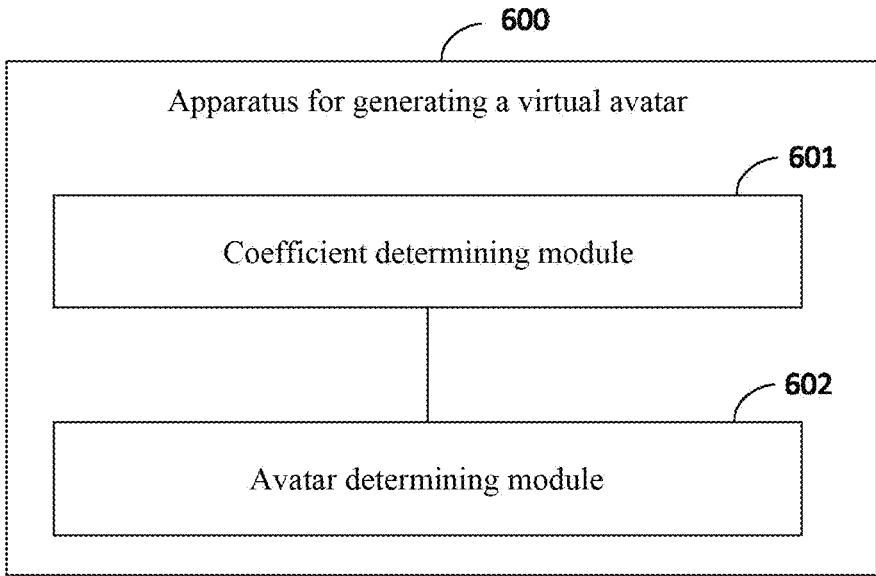 600
Apparatus for generating a virtual avatar
601
Coefficient determining module
602
Avatar determining module